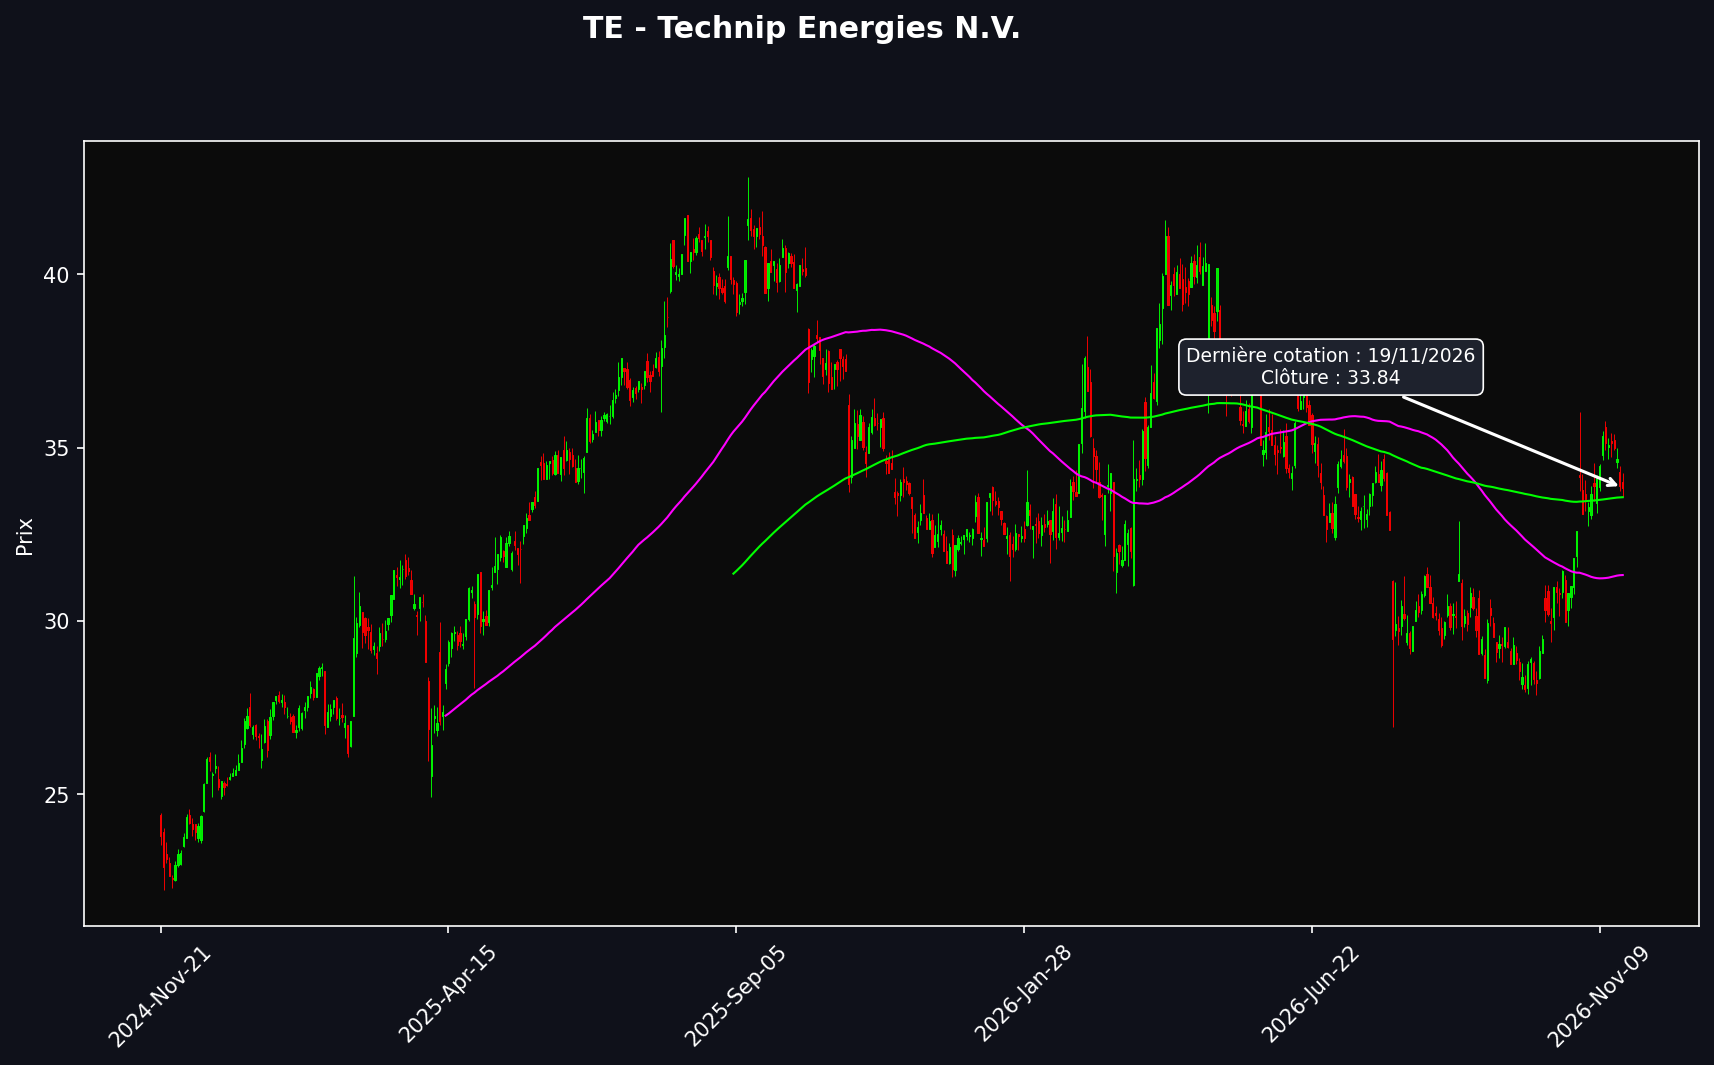 TE - Technip Energies N.V.
Prix
40
35
30
25
Dernière cotation : 19/11/2026
Clôture : 33.84
2024-Nov-21
2025-Apr-15
2025-Sep-05
2026-Jan-28
2026-Jun-22
2026-Nov-09